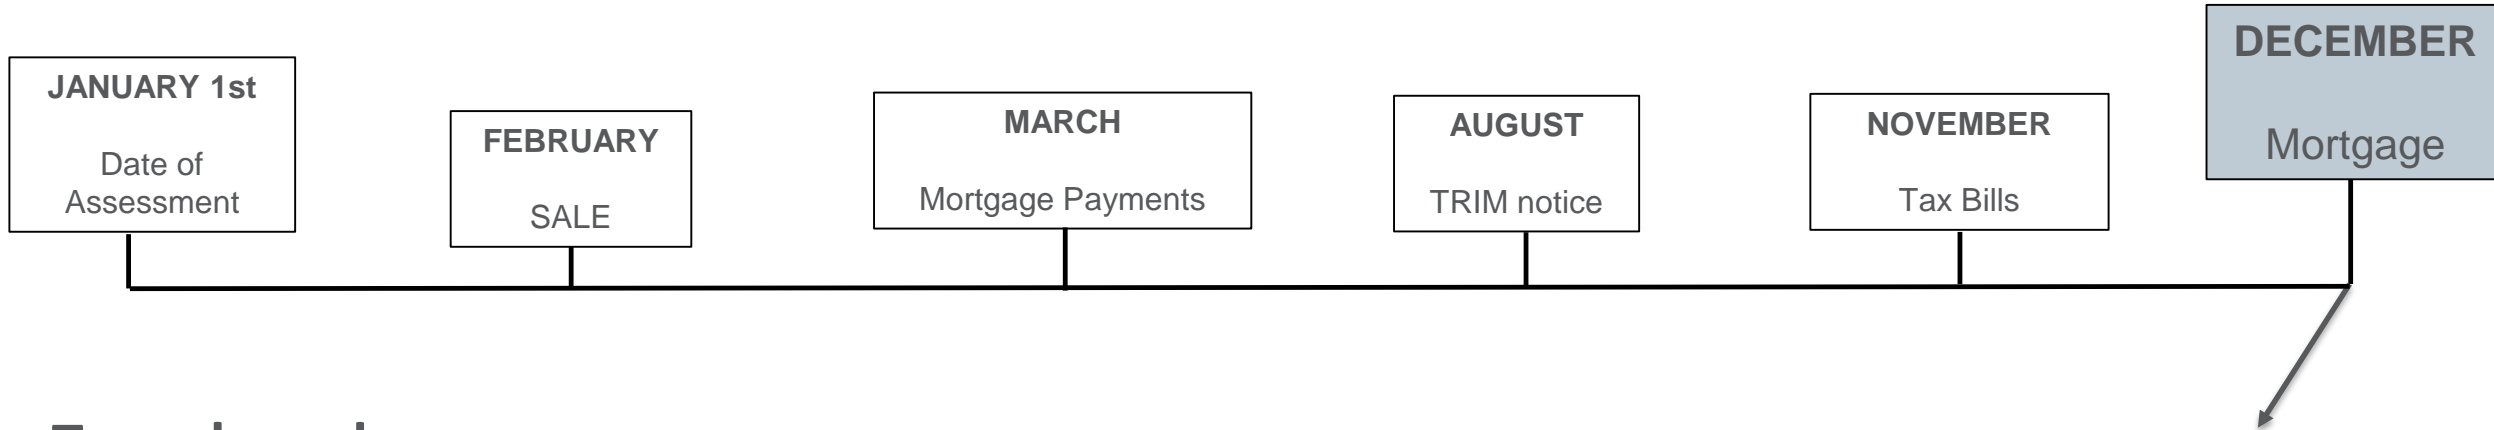 JANUARY 1st
Date of
Assessment
FEBRUARY
SALE
MARCH
Mortgage Payments
AUGUST
TRIM notice
NOVEMBER
Tax Bills
DECEMBER
Mortgage